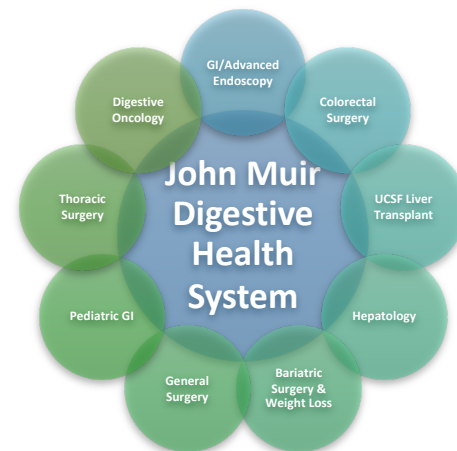 GI/Advanced
Endoscopy
Colorectal
Surgery
UCSF Liver
Transplant
Hepatology
Bariatric
Surgery &
Weight Loss
General
Surgery
Pediatric GI
Thoracic
Surgery
Digestive
Oncology
John Muir
Digestive
Health
System